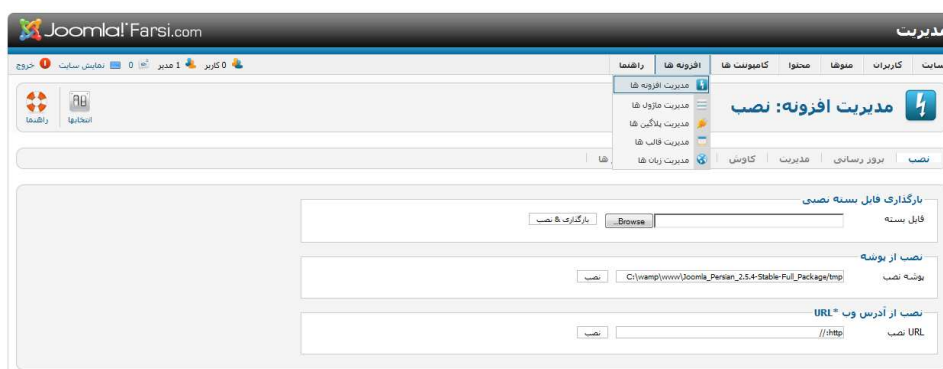 Joomla! Farsi.com
مدیریت
سایت کاربران منوها محتوا کامپوننت ها افزونه ها راهنما
0 کاربر 1 مدیر 0 نمایش سایت خروج
مدیریت افزونه ها
مدیریت ماژول ها
مدیریت پلاگین ها
مدیریت قالب ها
مدیریت زبان ها
مدیریت افزونه: نصب
انتخابها راهنما
نصب بروز رسانی مدیریت کاوش ها
بارگذاری فایل بسته نصبی
فایل بسته Browse... بارگذاری & نصب
نصب از پوشه
پوشه نصب C:\wamp\www\Joomla_Persian_2.5.4-Stable-Full_Package/tmp نصب
نصب از آدرس وب *URL
URL نصب http:// نصب